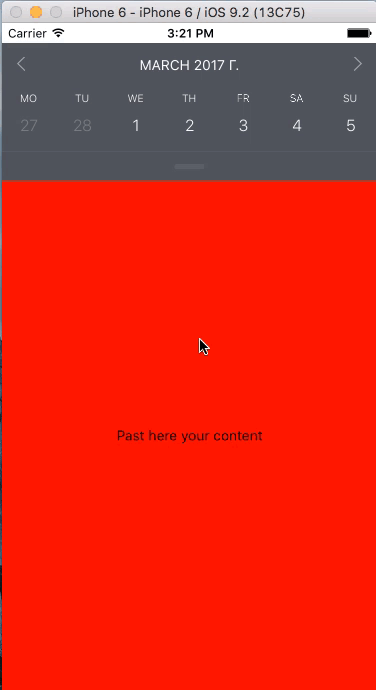 iPhone 6 - iPhone 6 / iOS 9.2 (13C75)
Carrier 3:21 PM
MARCH 2017 Г.
MO TU WE TH FR SA SU
27 28 1 2 3 4 5
Past here your content